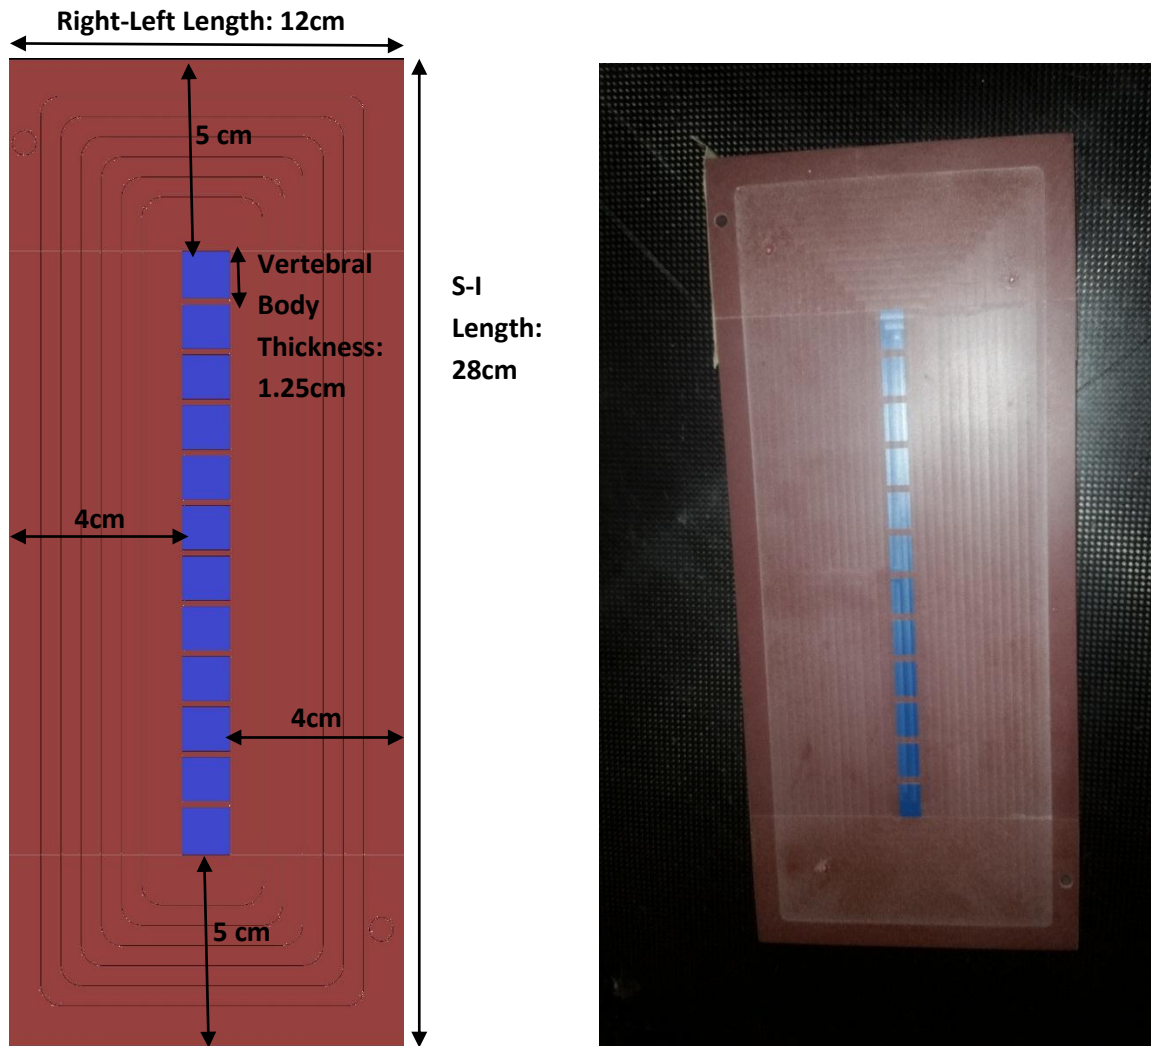 Right-Left Length: 12cm
5 cm
Vertebral
Body
Thickness:
1.25cm
S-I
Length:
28cm
4cm
4cm
5 cm